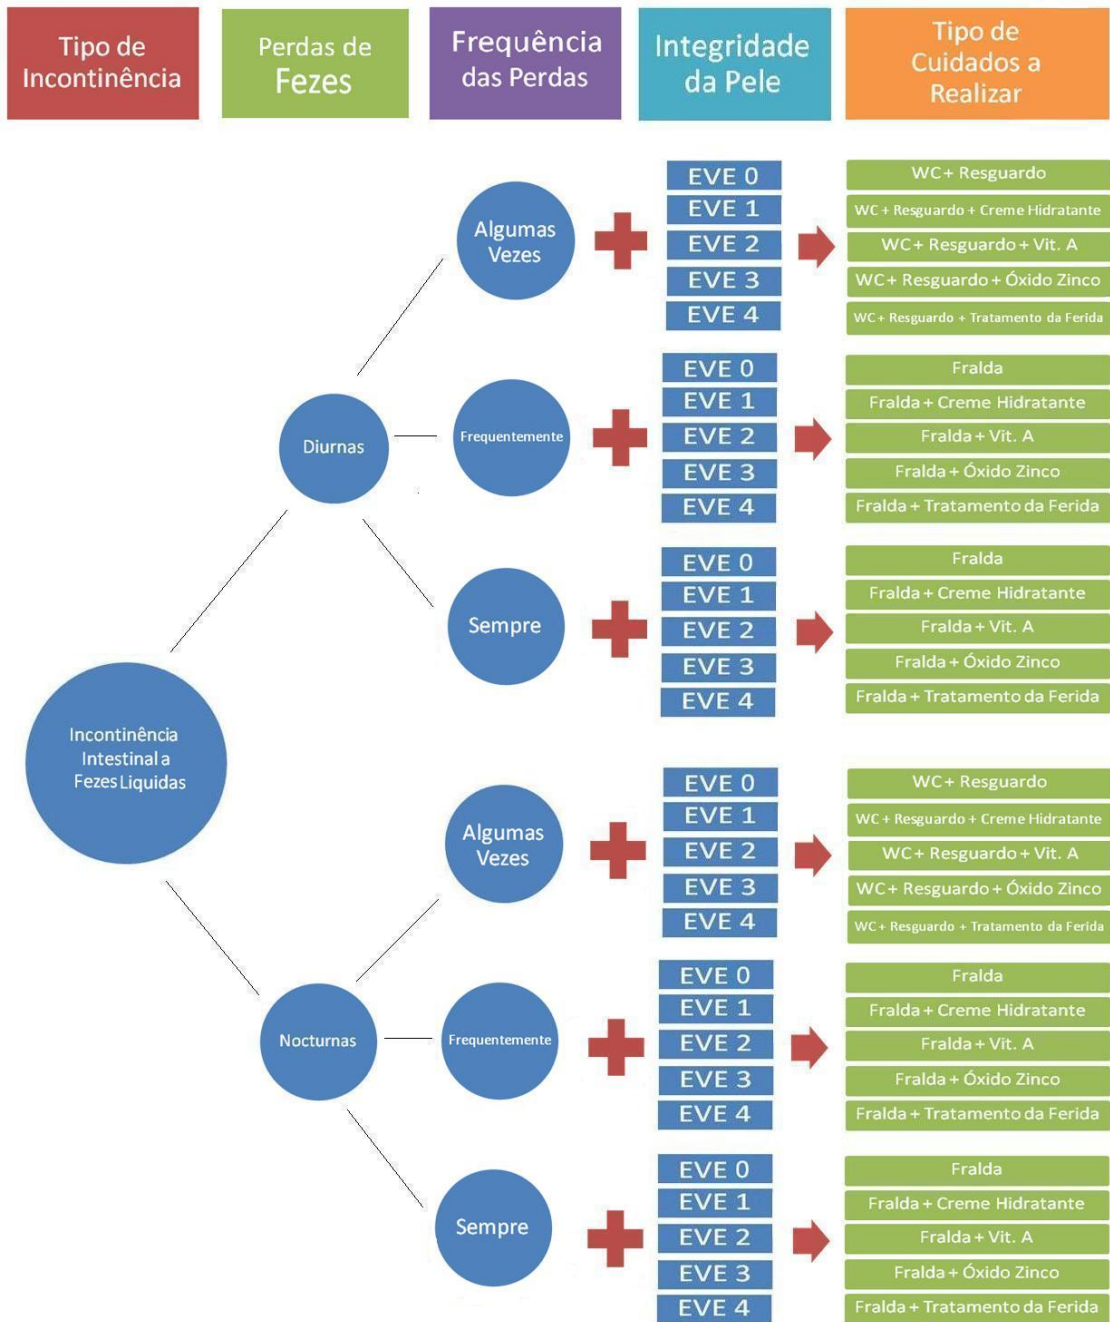 Tipo de
Incontinência
Perdas de
Fezes
Frequência
das Perdas
Integridade
da Pele
Tipo de
Cuidados a
Realizar
Incontinência
Intestinal a
Fezes Liquidas
Diurnas
Algumas
Vezes
EVE 0
EVE 1
EVE 2
EVE 3
EVE 4
WC + Resguardo
WC + Resguardo + Creme Hidratante
WC + Resguardo + Vit. A
WC + Resguardo + Óxido Zinco
WC + Resguardo + Tratamento da Ferida
Frequentemente
EVE 0
EVE 1
EVE 2
EVE 3
EVE 4
Fralda
Fralda + Creme Hidratante
Fralda + Vit. A
Fralda + Óxido Zinco
Fralda + Tratamento da Ferida
Sempre
EVE 0
EVE 1
EVE 2
EVE 3
EVE 4
Fralda
Fralda + Creme Hidratante
Fralda + Vit. A
Fralda + Óxido Zinco
Fralda + Tratamento da Ferida
Nocturnas
Algumas
Vezes
EVE 0
EVE 1
EVE 2
EVE 3
EVE 4
WC + Resguardo
WC + Resguardo + Creme Hidratante
WC + Resguardo + Vit. A
WC + Resguardo + Óxido Zinco
WC + Resguardo + Tratamento da Ferida
Frequentemente
EVE 0
EVE 1
EVE 2
EVE 3
EVE 4
Fralda
Fralda + Creme Hidratante
Fralda + Vit. A
Fralda + Óxido Zinco
Fralda + Tratamento da Ferida
Sempre
EVE 0
EVE 1
EVE 2
EVE 3
EVE 4
Fralda
Fralda + Creme Hidratante
Fralda + Vit. A
Fralda + Óxido Zinco
Fralda + Tratamento da Ferida